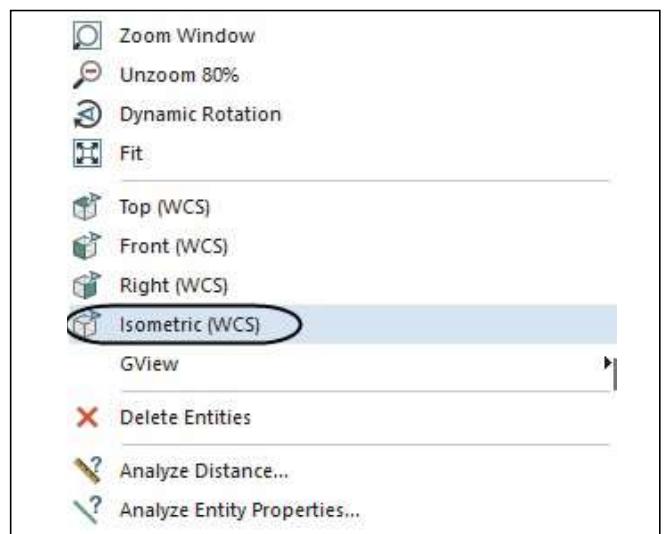 Zoom Window
Unzoom 80%
Dynamic Rotation
Fit
Top (WCS)
Front (WCS)
Right (WCS)
Isometric (WCS)
GView
Delete Entities
Analyze Distance...
Analyze Entity Properties...